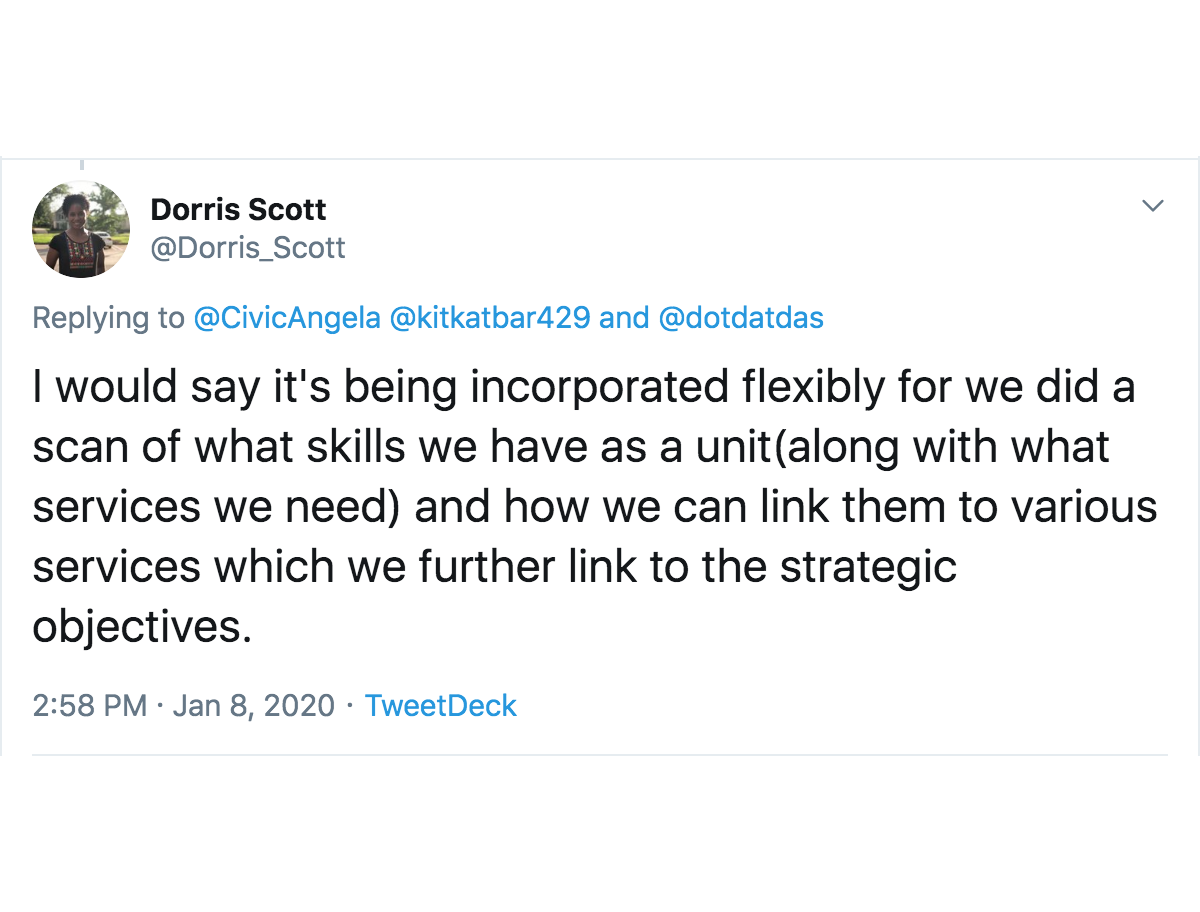 Dorris Scott
@Dorris_Scott
Replying to @CivicAngela @kitkatbar429 and @dotdatdas
I would say it's being incorporated flexibly for we did a
scan of what skills we have as a unit(along with what
services we need) and how we can link them to various
services which we further link to the strategic
objectives.
2:58 PM · Jan 8, 2020 · TweetDeck